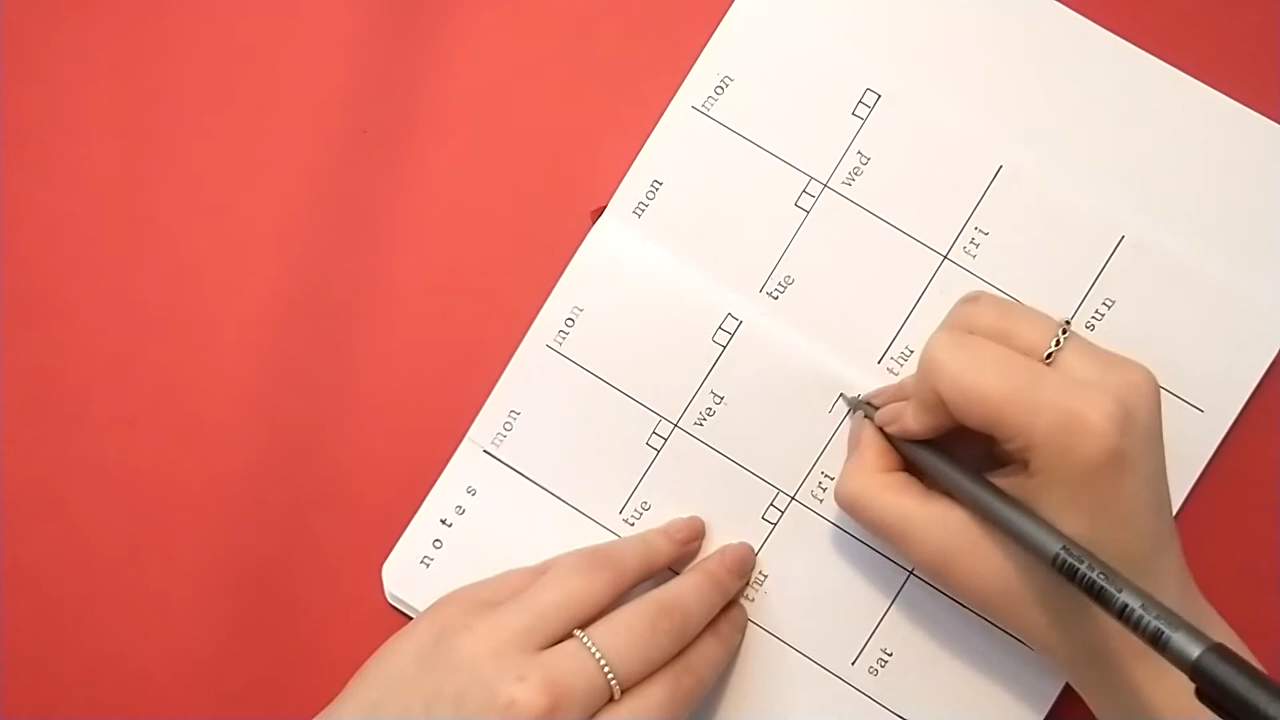 mon
mon
wed
tue
fri
thu
sun
mon
mon
wed
tue
fri
thu
sat
notes
Made in China